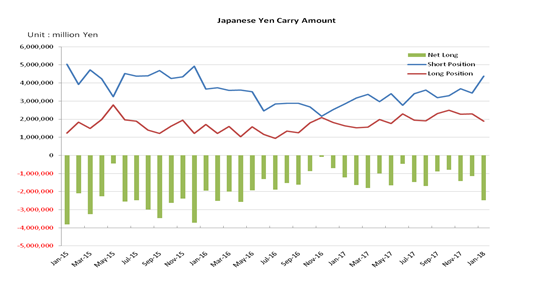 Japanese Yen Carry Amount
Unit : million Yen
6,000,000
5,000,000
4,000,000
3,000,000
2,000,000
1,000,000
0
-1,000,000
-2,000,000
-3,000,000
-4,000,000
-5,000,000
Net Long
Short Position
Long Position
Jan-15
Mar-15
May-15
Jul-15
Sep-15
Nov-15
Jan-16
Mar-16
May-16
Jul-16
Sep-16
Nov-16
Jan-17
Mar-17
May-17
Jul-17
Sep-17
Nov-17
Jan-18